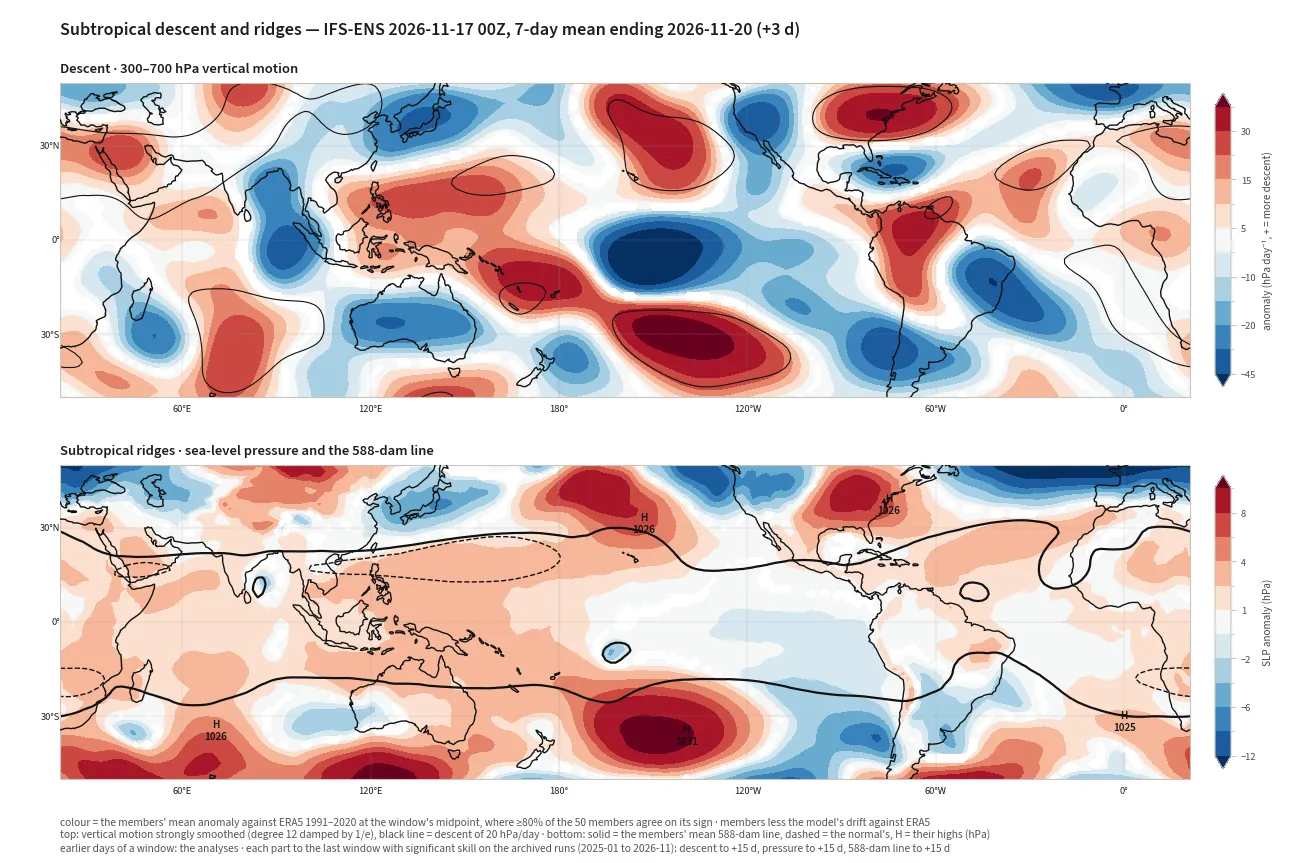 Subtropical descent and ridges — IFS-ENS 2026-11-17 00Z, 7-day mean ending 2026-11-20 (+3 d)
Descent · 300–700 hPa vertical motion
30°N
0°
30°S
60°E
120°E
180°
120°W
60°W
0°
30
15
5
−10
−20
−45
anomaly (hPa day⁻¹, + = more descent)
Subtropical ridges · sea-level pressure and the 588-dam line
30°N
0°
30°S
H
1026
H
1026
H
1026
H
1031
H
1025
60°E
120°E
180°
120°W
60°W
0°
8
4
1
−2
−6
−12
SLP anomaly (hPa)
colour = the members' mean anomaly against ERA5 1991–2020 at the window's midpoint, where ≥80% of the 50 members agree on its sign · members less the model's drift against ERA5
top: vertical motion strongly smoothed (degree 12 damped by 1/e), black line = descent of 20 hPa/day · bottom: solid = the members' mean 588-dam line, dashed = the normal's, H = their highs (hPa)
earlier days of a window: the analyses · each part to the last window with significant skill on the archived runs (2025-01 to 2026-11): descent to +15 d, pressure to +15 d, 588-dam line to +15 d